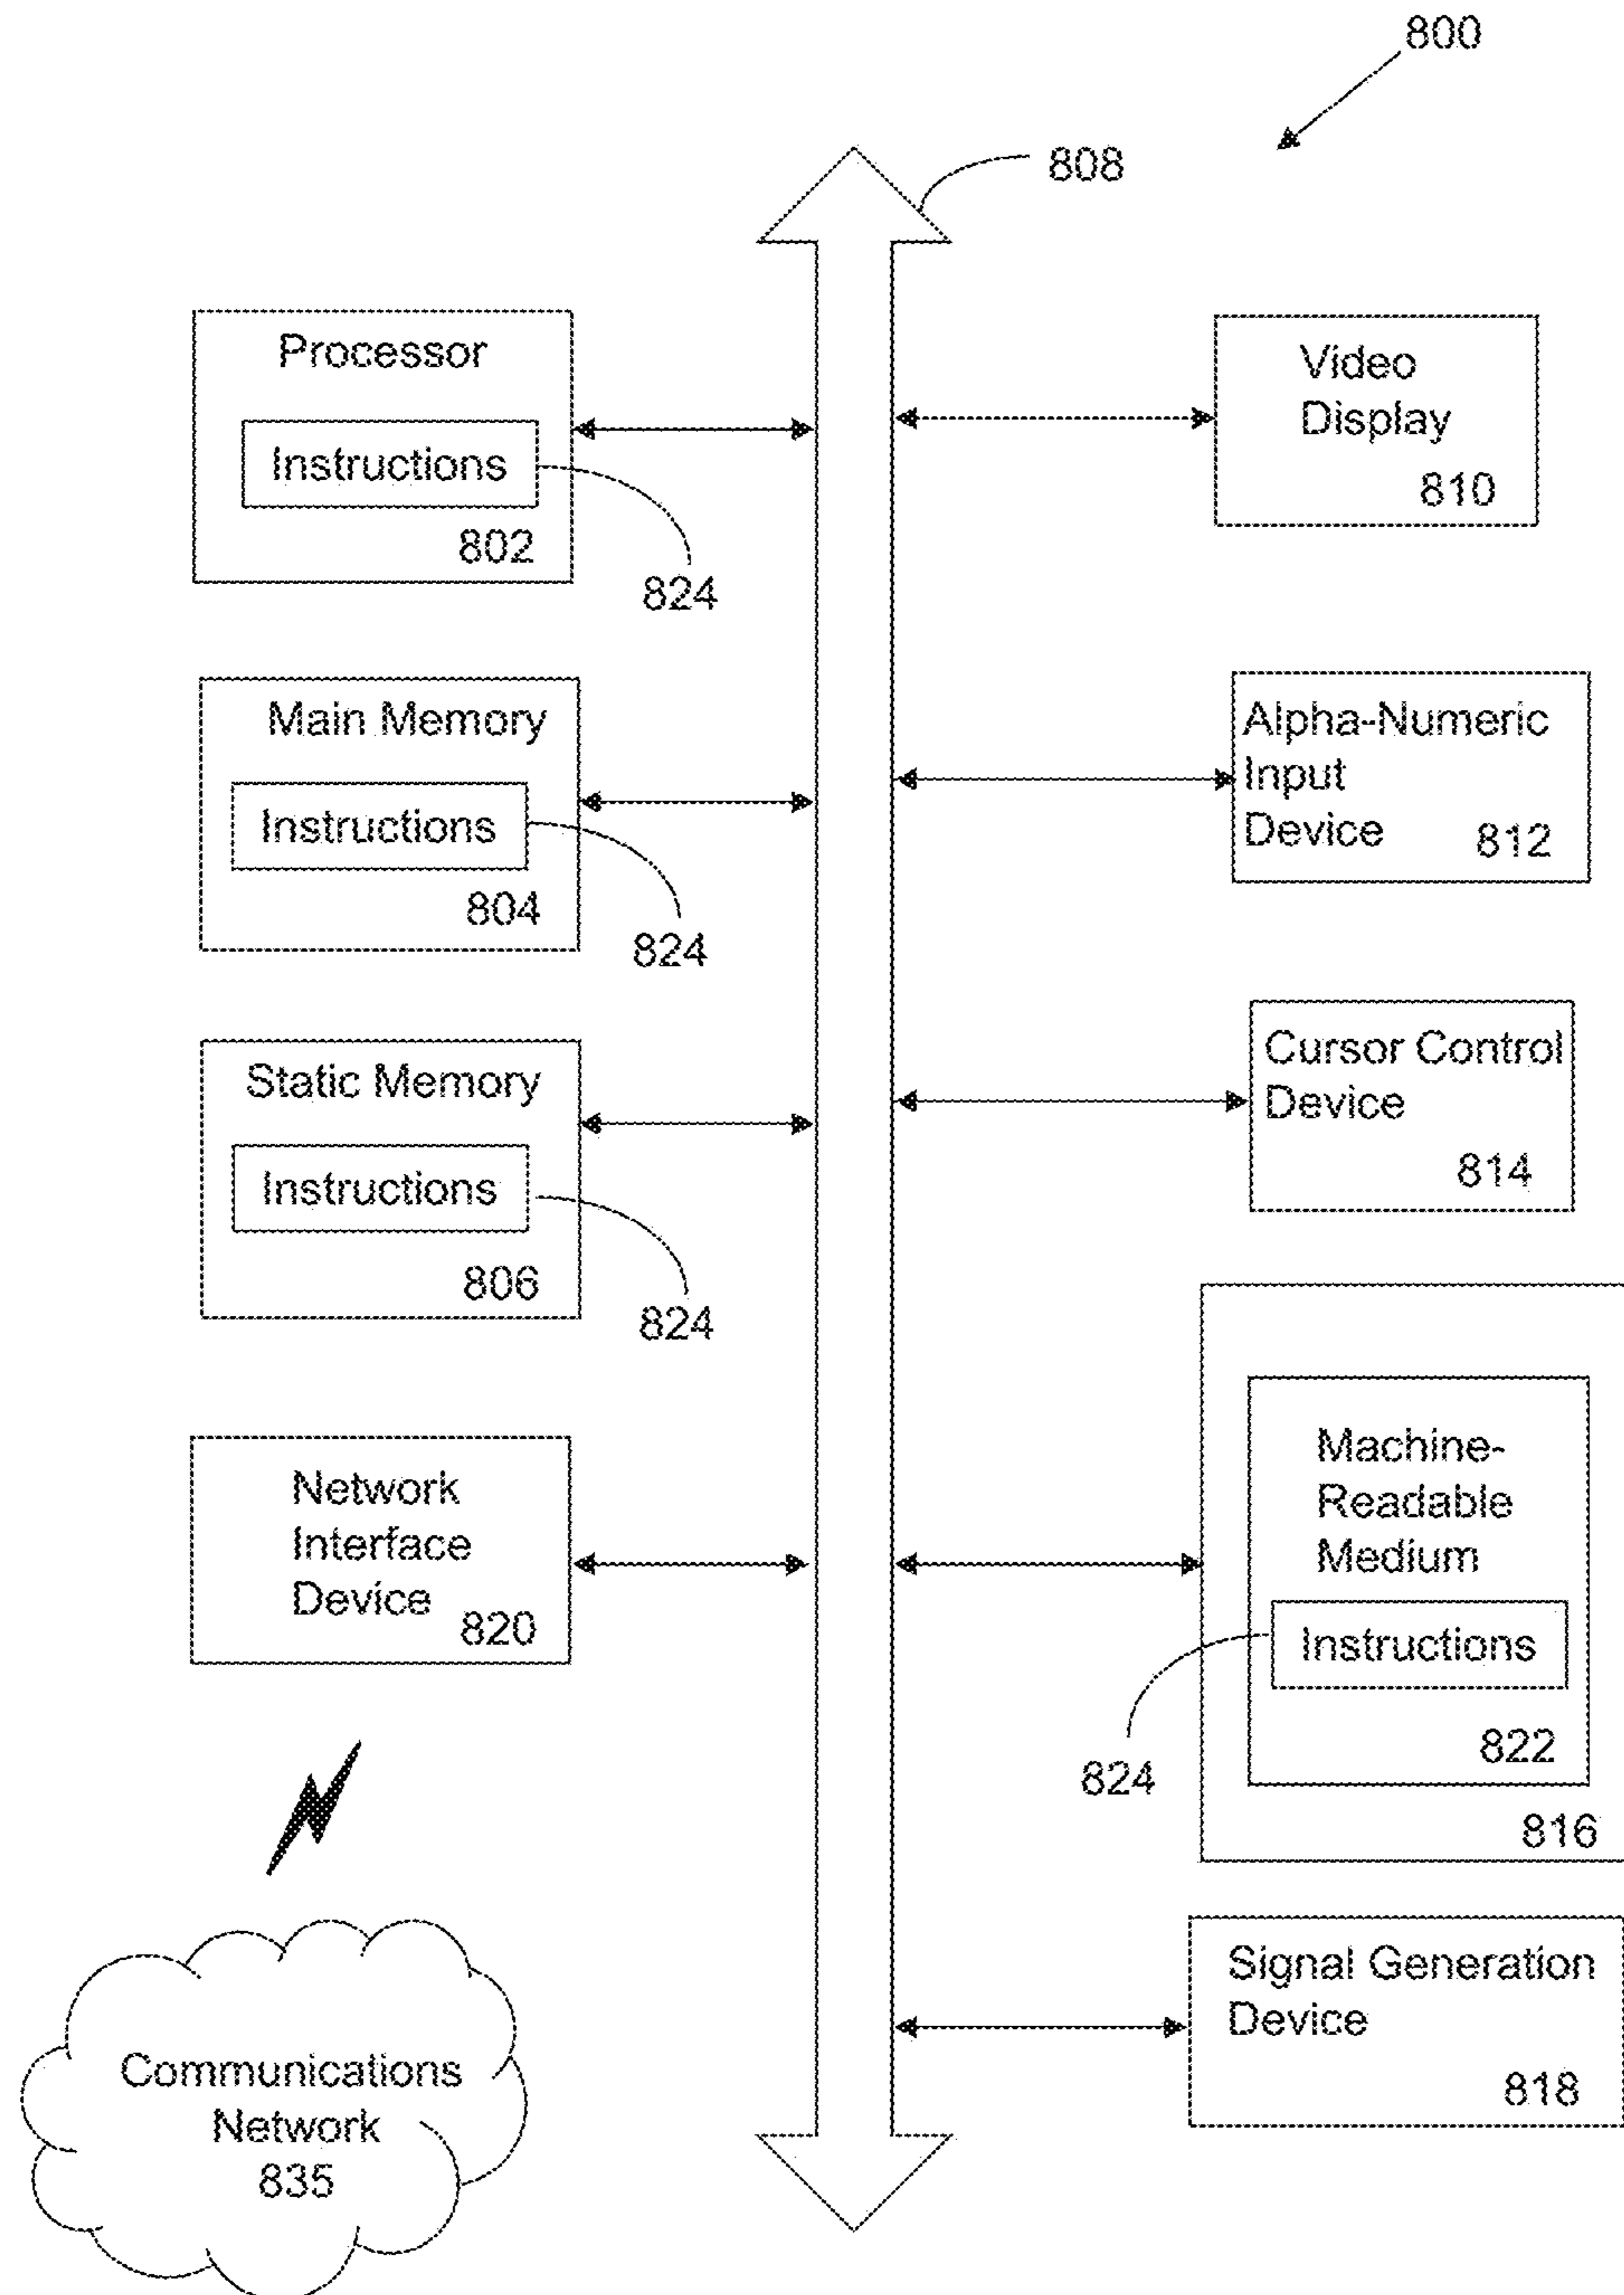 800
808
Processor
Instructions
802
824
Main Memory
Instructions
804
824
Static Memory
Instructions
806
824
Network
Interface
Device
820
Communications
Network
835
Video
Display
810
Alpha-Numeric
Input
Device
812
Cursor Control
Device
814
Machine-
Readable
Medium
Instructions
822
824
816
Signal Generation
Device
818